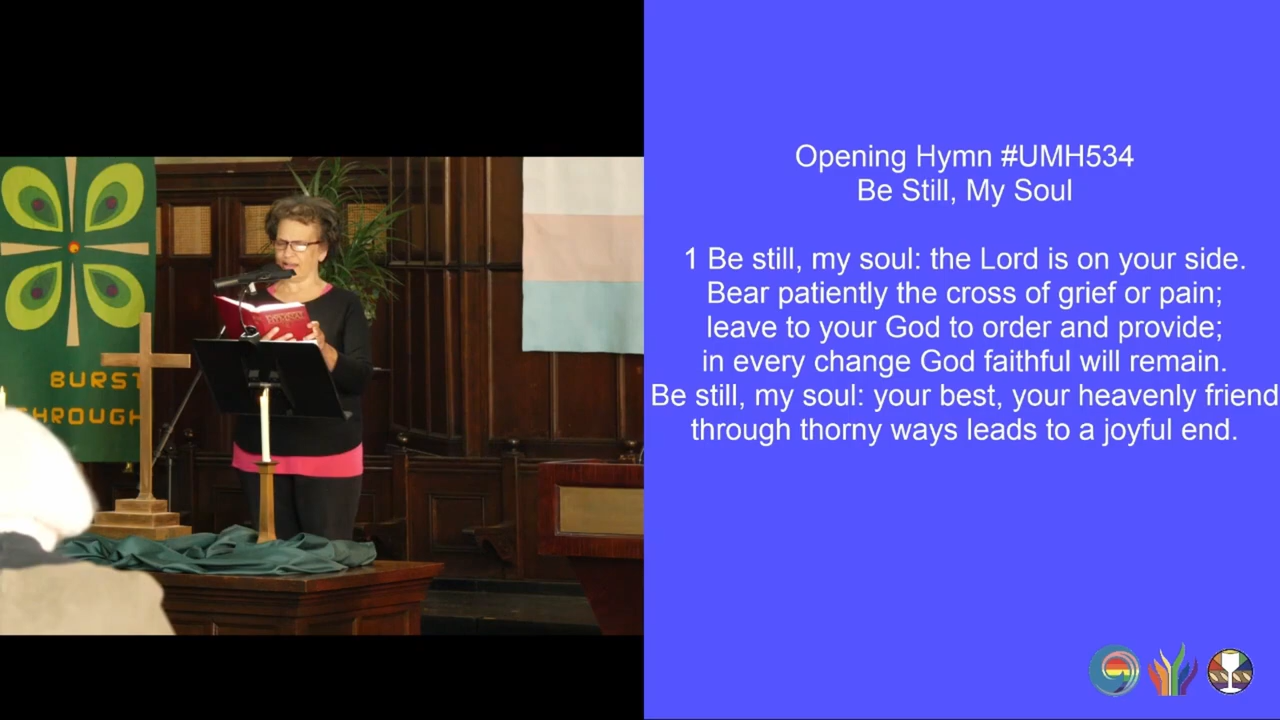 BURST
THROUGH
HYMNAL
Opening Hymn #UMH534
Be Still, My Soul
1 Be still, my soul: the Lord is on your side.
Bear patiently the cross of grief or pain;
leave to your God to order and provide;
in every change God faithful will remain.
Be still, my soul: your best, your heavenly friend
through thorny ways leads to a joyful end.